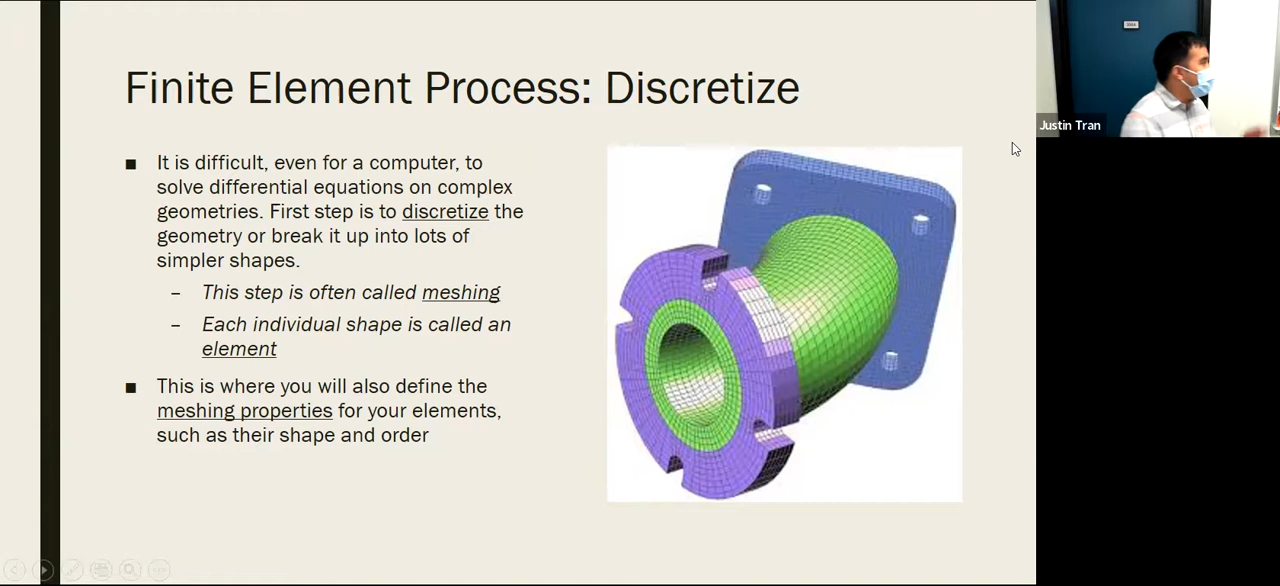 Finite Element Process: Discretize
■ It is difficult, even for a computer, to
solve differential equations on complex
geometries. First step is to discretize the
geometry or break it up into lots of
simpler shapes.
– This step is often called meshing
– Each individual shape is called an
element
■ This is where you will also define the
meshing properties for your elements,
such as their shape and order
Justin Tran